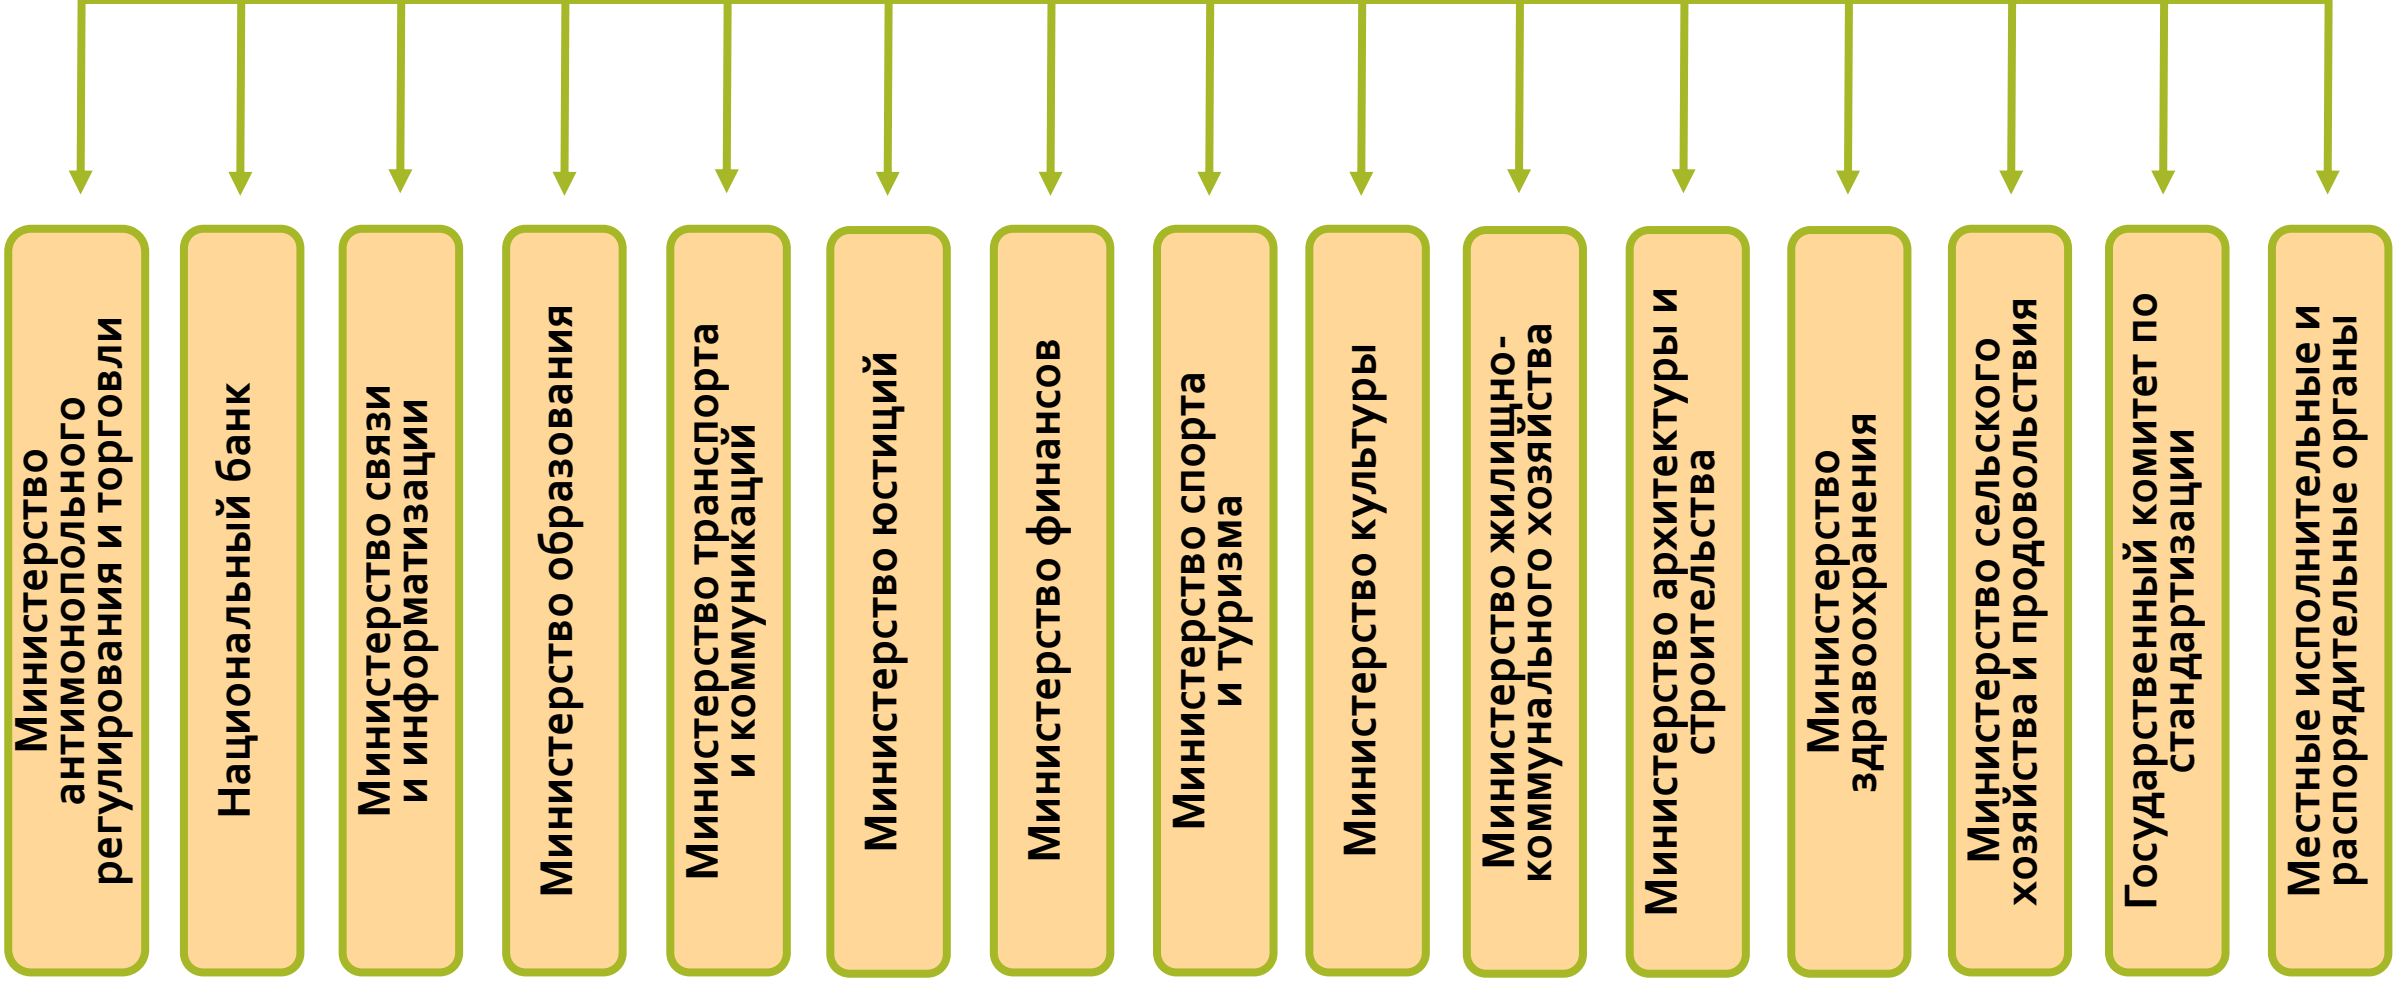 Министерство
антимонопольного
регулирования и торговли
Национальный банк
Министерство связи
и информатизации
Министерство образования
Министерство транспорта
и коммуникаций
Министерство юстиций
Министерство финансов
Министерство спорта
и туризма
Министерство культуры
Министерство жилищно-
коммунального хозяйства
Министерство архитектуры и
строительства
Министерство
здравоохранения
Министерство сельского
хозяйства и продовольствия
Государственный комитет по
стандартизации
Местные исполнительные и
распорядительные органы